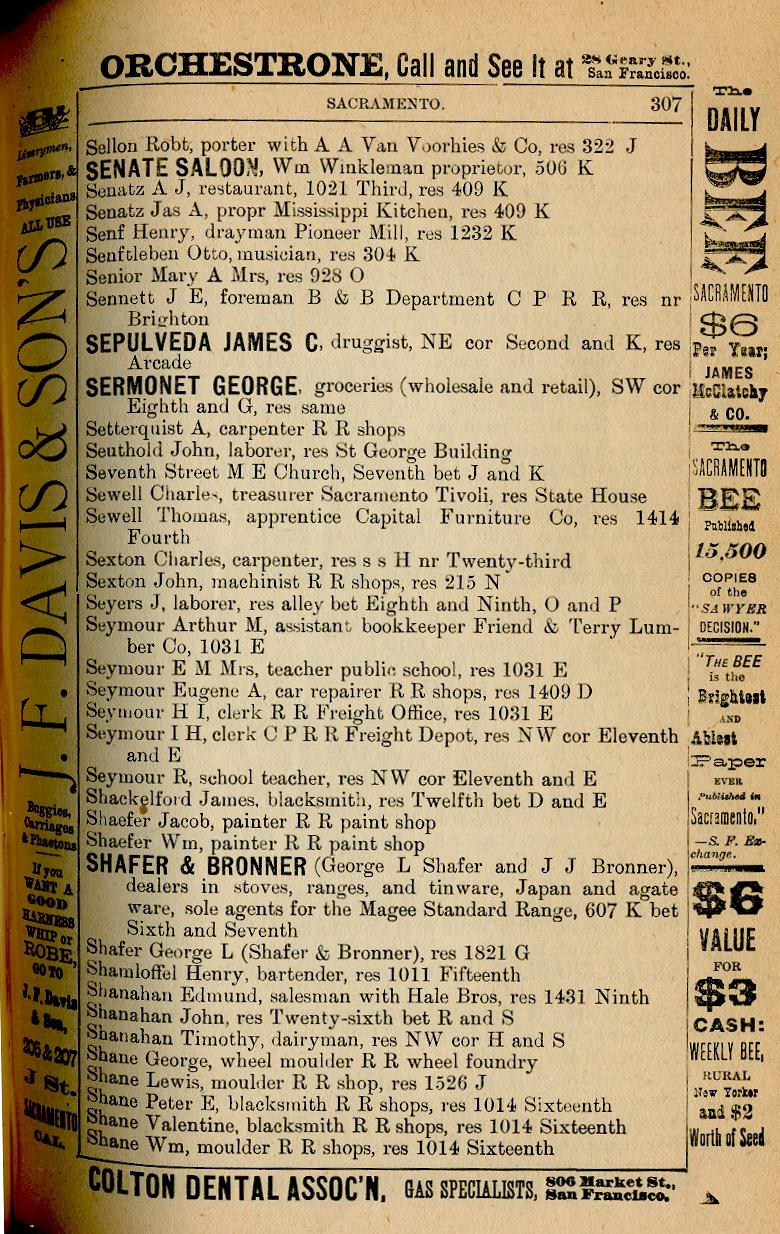 ORCHESTRONE, Call and See It at 28 Geary St., San Francisco.
SACRAMENTO. 307
Sellon Robt, porter with A A Van Voorhies & Co, res 322 J
SENATE SALOON, Wm Winkleman proprietor, 506 K
Senatz A J, restaurant, 1021 Third, res 409 K
Senatz Jas A, propr Mississippi Kitchen, res 409 K
Senf Henry, drayman Pioneer Mill, res 1232 K
Senftleben Otto, musician, res 304 K
Senior Mary A Mrs, res 928 O
Sennett J E, foreman B & B Department C P R R, res nr
Brighton
SEPULVEDA JAMES C, druggist, NE cor Second and K, res
Arcade
SERMONET GEORGE, groceries (wholesale and retail), SW cor
Eighth and G, res same
Setterquist A, carpenter R R shops
Seuthold John, laborer, res St George Building
Seventh Street M E Church, Seventh bet J and K
Sewell Charles, treasurer Sacramento Tivoli, res State House
Sewell Thomas, apprentice Capital Furniture Co, res 1414
Fourth
Sexton Charles, carpenter, res s s H nr Twenty-third
Sexton John, machinist R R shops, res 215 N
Seyers J, laborer, res alley bet Eighth and Ninth, O and P
Seymour Arthur M, assistant bookkeeper Friend & Terry Lum-
ber Co, 1031 E
Seymour E M Mrs, teacher public school, res 1031 E
Seymour Eugene A, car repairer R R shops, res 1409 D
Seymour H I, clerk R R Freight Office, res 1031 E
Seymour I H, clerk C P R R Freight Depot, res NW cor Eleventh
and E
Seymour R, school teacher, res NW cor Eleventh and E
Shackelford James, blacksmith, res Twelfth bet D and E
Shaefer Jacob, painter R R paint shop
Shaefer Wm, painter R R paint shop
SHAFER & BRONNER (George L Shafer and J J Bronner),
dealers in stoves, ranges, and tinware, Japan and agate
ware, sole agents for the Magee Standard Range, 607 K bet
Sixth and Seventh
Shafer George L (Shafer & Bronner), res 1821 G
Shamloffel Henry, bartender, res 1011 Fifteenth
Shanahan Edmund, salesman with Hale Bros, res 1431 Ninth
Shanahan John, res Twenty-sixth bet R and S
Shanahan Timothy, dairyman, res NW cor H and S
Shane George, wheel moulder R R wheel foundry
Shane Lewis, moulder R R shop, res 1526 J
Shane Peter E, blacksmith R R shops, res 1014 Sixteenth
Shane Valentine, blacksmith R R shops, res 1014 Sixteenth
Shane Wm, moulder R R shops, res 1014 Sixteenth
COLTON DENTAL ASSOC'N, GAS SPECIALISTS, 806 Market St., San Francisco.
Liverymen,
Farmers, &
Physicians
ALL USE
J. F. DAVIS & SON'S
Buggies,
Carriages
& Phaetons
If you
WANT A
GOOD
HARNESS
WHIP or
ROBE,
GO TO
J. F. Davis
& Son,
205 & 207
J St.
SACRAMENTO
CAL.
The
DAILY
BEE
SACRAMENTO
$6
Per Year;
JAMES
McClatchy
& CO.
The
SACRAMENTO
BEE
Published
15,500
COPIES
of the
"SAWYER
DECISION."
"THE BEE
is the
Brightest
AND
Ablest
Paper
EVER
Published in
Sacramento."
—S. F. Ex-
change.
$6
VALUE
FOR
$3
CASH:
WEEKLY BEE,
RURAL
New Yorker
and $2
Worth of Seed